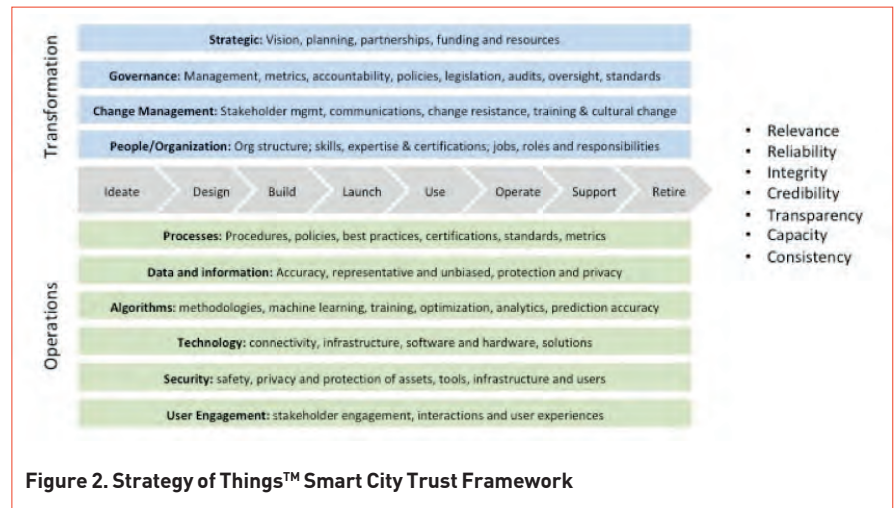 Transformation
Strategic: Vision, planning, partnerships, funding and resources
Governance: Management, metrics, accountability, policies, legislation, audits, oversight, standards
Change Management: Stakeholder mgmt, communications, change resistance, training & cultural change
People/Organization: Org structure; skills, expertise & certifications; jobs, roles and responsibilities
Ideate Design Build Launch Use Operate Support Retire
Operations
Processes: Procedures, policies, best practices, certifications, standards, metrics
Data and information: Accuracy, representative and unbiased, protection and privacy
Algorithms: methodologies, machine learning, training, optimization, analytics, prediction accuracy
Technology: connectivity, infrastructure, software and hardware, solutions
Security: safety, privacy and protection of assets, tools, infrastructure and users
User Engagement: stakeholder engagement, interactions and user experiences
• Relevance
• Reliability
• Integrity
• Credibility
• Transparency
• Capacity
• Consistency
Figure 2. Strategy of Things™ Smart City Trust Framework